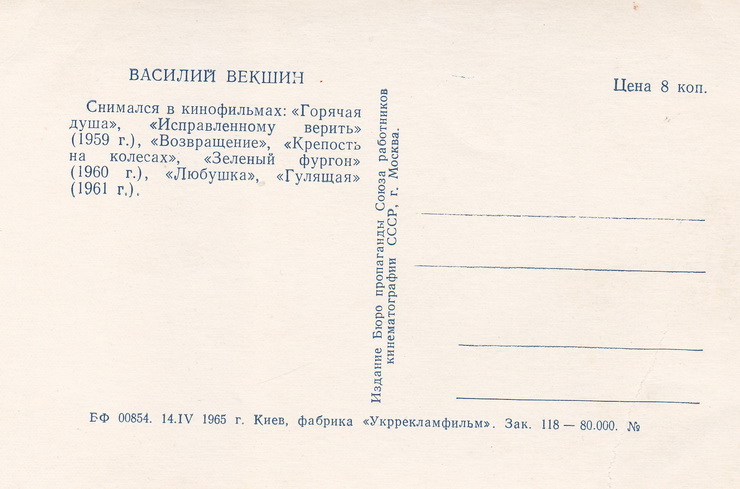 ВАСИЛИЙ ВЕКШИН
Снимался в кинофильмах: «Горячая
душа», «Исправленному верить»
(1959 г.), «Возвращение», «Крепость
на колесах», «Зеленый фургон»
(1960 г.), «Любушка», «Гулящая»
(1961 г.).
Издание Бюро пропаганды Союза работников
кинематографии СССР, г. Москва.
Цена 8 коп.
БФ 00854. 14.IV 1965 г. Киев, фабрика «Укррекламфильм». Зак. 118 — 80.000. №